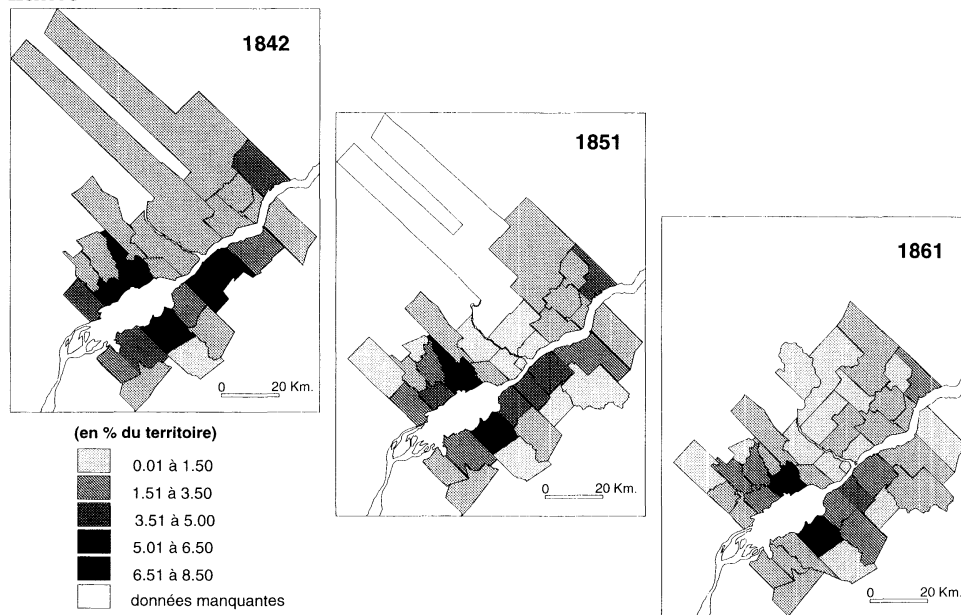 1842
0 20 Km.
1851
0 20 Km.
1861
0 20 Km.
(en % du territoire)
0.01 à 1.50
1.51 à 3.50
3.51 à 5.00
5.01 à 6.50
6.51 à 8.50
données manquantes